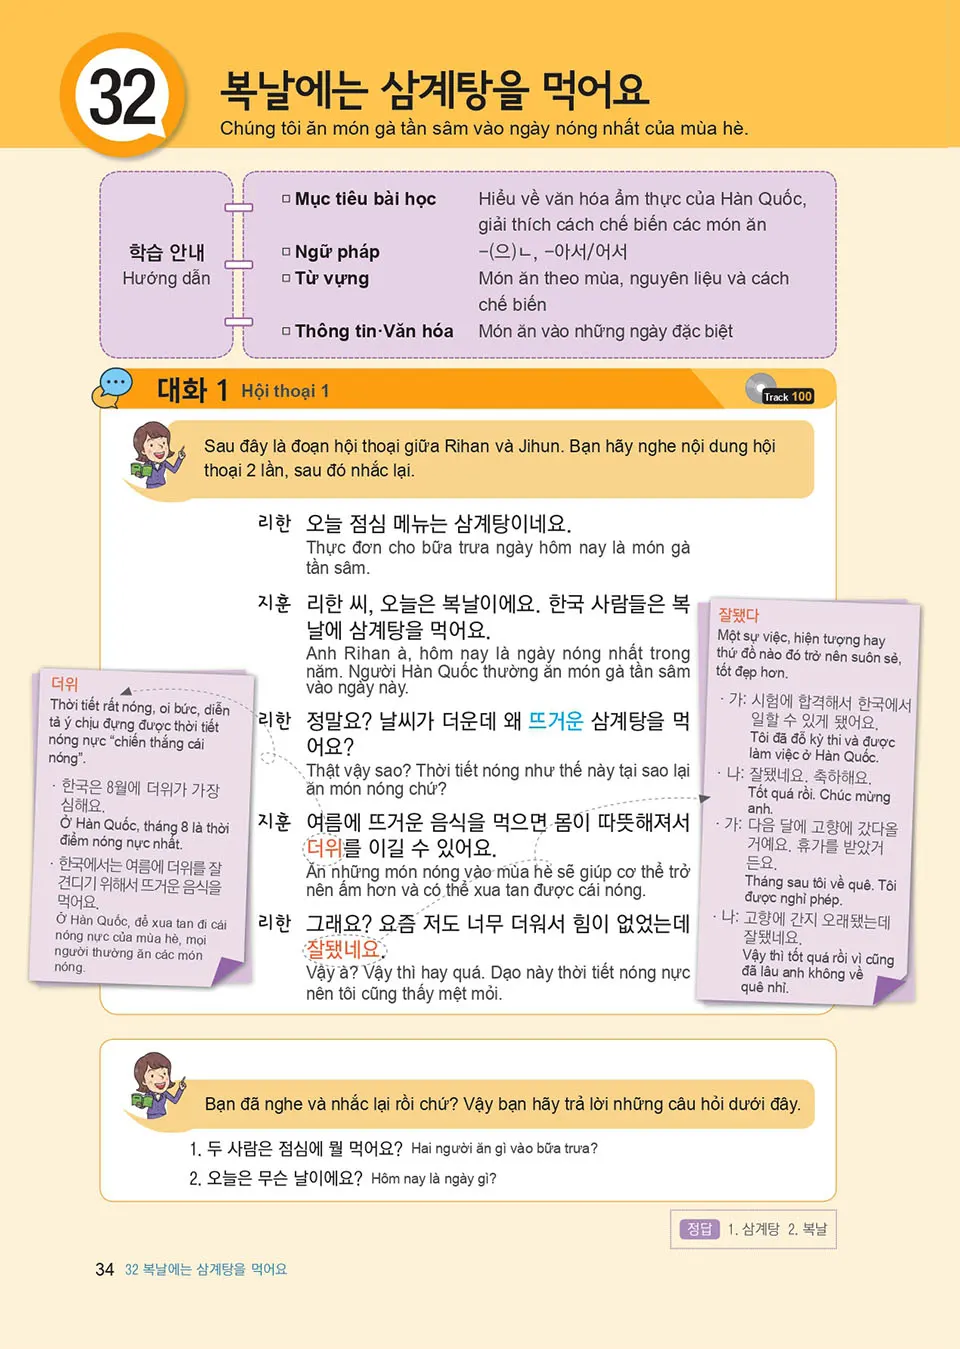 32
복날에는 삼계탕을 먹어요
Chúng tôi ăn món gà tần sâm vào ngày nóng nhất của mùa hè.
학습 안내
Hướng dẫn
□ Mục tiêu bài học Hiểu về văn hóa ẩm thực của Hàn Quốc,
giải thích cách chế biến các món ăn
□ Ngữ pháp -(으)ㄴ, -아서/어서
□ Từ vựng Món ăn theo mùa, nguyên liệu và cách
chế biến
□ Thông tin·Văn hóa Món ăn vào những ngày đặc biệt
대화 1 Hội thoại 1
Track 100
Sau đây là đoạn hội thoại giữa Rihan và Jihun. Bạn hãy nghe nội dung hội
thoại 2 lần, sau đó nhắc lại.
리한 오늘 점심 메뉴는 삼계탕이네요.
Thực đơn cho bữa trưa ngày hôm nay là món gà
tần sâm.
지훈 리한 씨, 오늘은 복날이에요. 한국 사람들은 복
날에 삼계탕을 먹어요.
Anh Rihan à, hôm nay là ngày nóng nhất trong
năm. Người Hàn Quốc thường ăn món gà tần sâm
vào ngày này.
리한 정말요? 날씨가 더운데 왜 뜨거운 삼계탕을 먹
어요?
Thật vậy sao? Thời tiết nóng như thế này tại sao lại
ăn món nóng chứ?
지훈 여름에 뜨거운 음식을 먹으면 몸이 따뜻해져서
더위를 이길 수 있어요.
Ăn những món nóng vào mùa hè sẽ giúp cơ thể trở
nên ấm hơn và có thể xua tan được cái nóng.
리한 그래요? 요즘 저도 너무 더워서 힘이 없었는데
잘됐네요.
Vậy à? Vậy thì hay quá. Dạo này thời tiết nóng nực
nên tôi cũng thấy mệt mỏi.
더위
Thời tiết rất nóng, oi bức, diễn
tả ý chịu đựng được thời tiết
nóng nực “chiến thắng cái
nóng”.
· 한국은 8월에 더위가 가장
심해요.
Ở Hàn Quốc, tháng 8 là thời
điểm nóng nực nhất.
· 한국에서는 여름에 더위를 잘
견디기 위해서 뜨거운 음식을
먹어요.
Ở Hàn Quốc, để xua tan đi cái
nóng nực của mùa hè, mọi
người thường ăn các món
nóng.
잘됐다
Một sự việc, hiện tượng hay
thứ đồ nào đó trở nên suôn sẻ,
tốt đẹp hơn.
· 가: 시험에 합격해서 한국에서
일할 수 있게 됐어요.
Tôi đã đỗ kỳ thi và được
làm việc ở Hàn Quốc.
· 나: 잘됐네요. 축하해요.
Tốt quá rồi. Chúc mừng
anh.
· 가: 다음 달에 고향에 갔다올
거예요. 휴가를 받았거
든요.
Tháng sau tôi về quê. Tôi
được nghỉ phép.
· 나: 고향에 간지 오래됐는데
잘됐네요.
Vậy thì tốt quá rồi vì cũng
đã lâu anh không về
quê nhỉ.
Bạn đã nghe và nhắc lại rồi chứ? Vậy bạn hãy trả lời những câu hỏi dưới đây.
1. 두 사람은 점심에 뭘 먹어요? Hai người ăn gì vào bữa trưa?
2. 오늘은 무슨 날이에요? Hôm nay là ngày gì?
정답 1. 삼계탕 2. 복날
34 32 복날에는 삼계탕을 먹어요